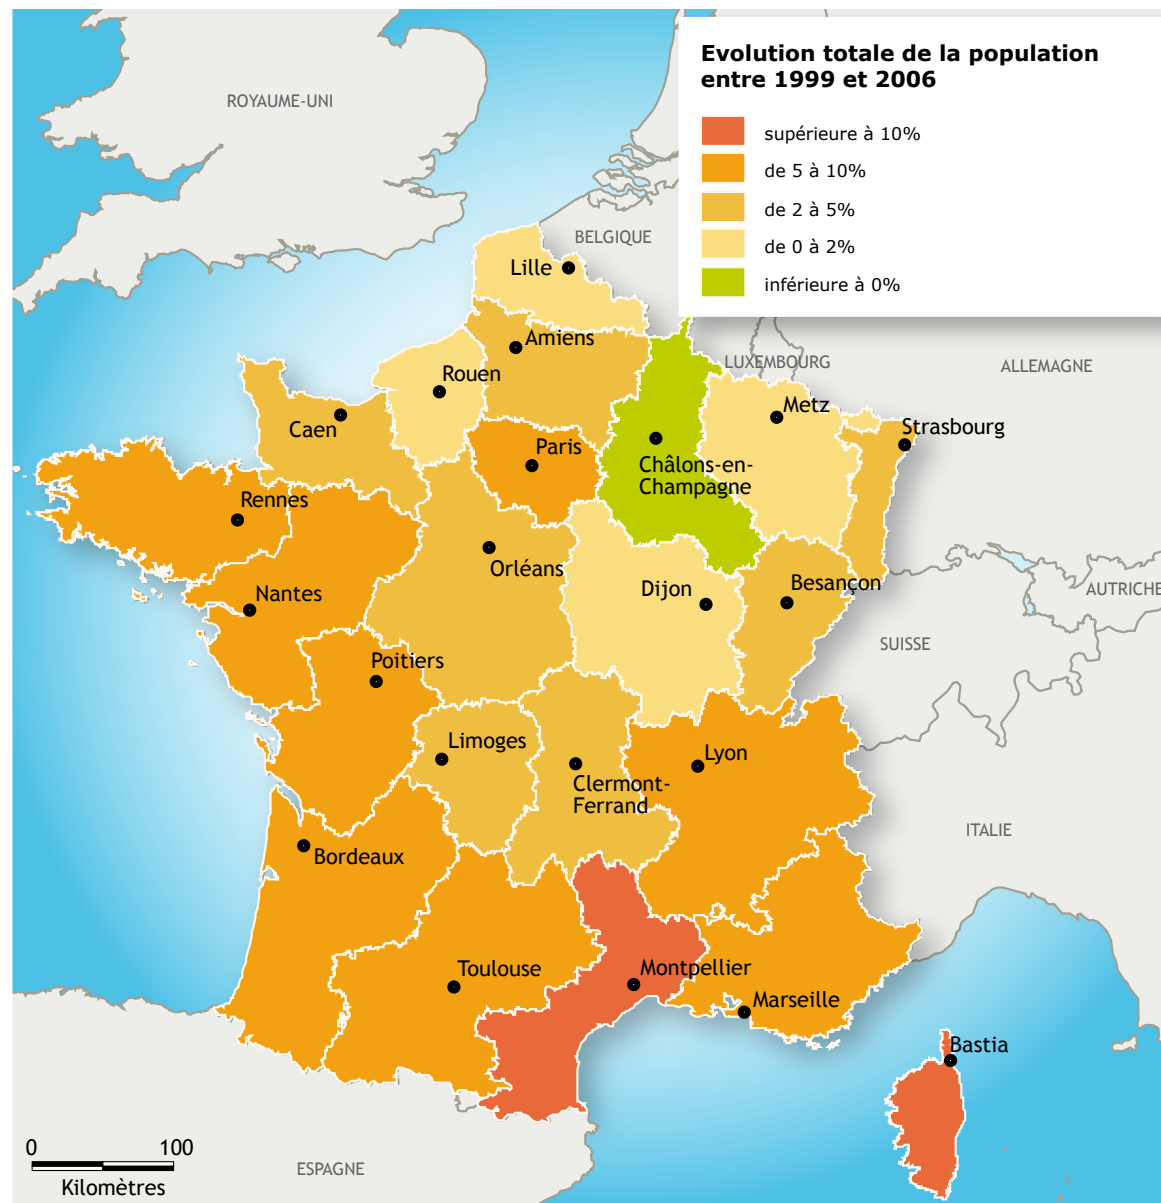 Evolution totale de la population
entre 1999 et 2006
supérieure à 10%
de 5 à 10%
de 2 à 5%
de 0 à 2%
inférieure à 0%
ROYAUME-UNI
BELGIQUE
Lille
Amiens
LUXEMBOURG
ALLEMAGNE
Rouen
Metz
Caen
Strasbourg
Paris
Châlons-en-
Champagne
Rennes
Orléans
Besançon
Dijon
AUTRICHE
Nantes
SUISSE
Poitiers
Limoges
Lyon
Clermont-
Ferrand
ITALIE
Bordeaux
Toulouse
Montpellier
Marseille
Bastia
0 100
Kilomètres
ESPAGNE